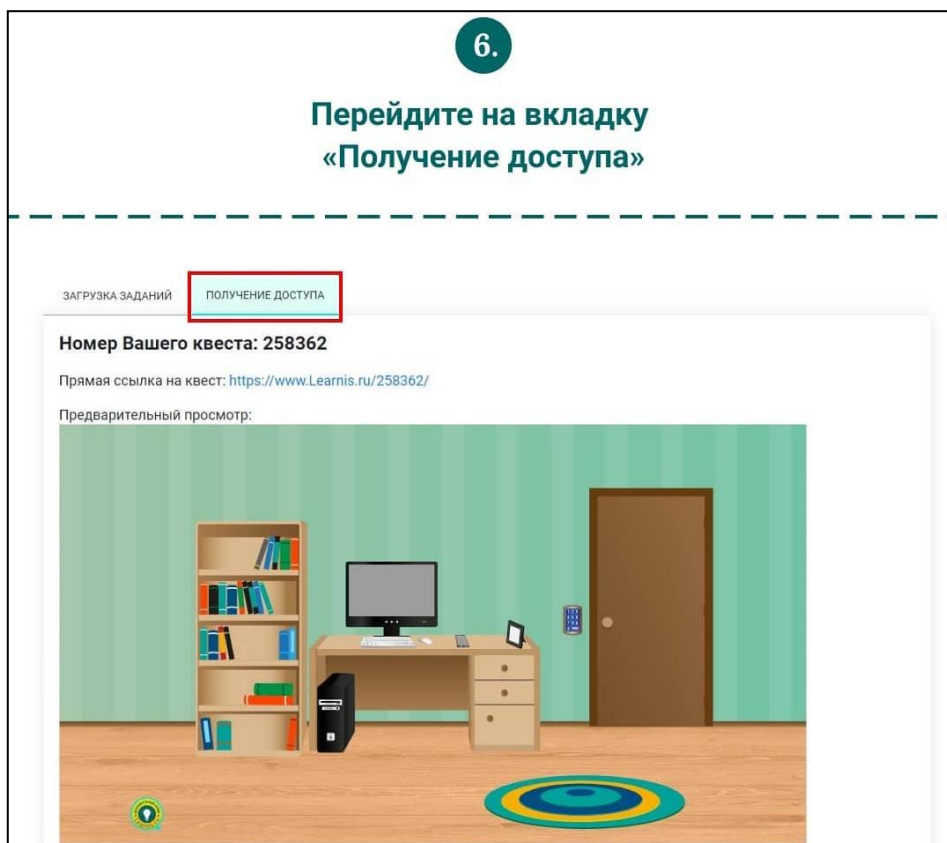 6.
Перейдите на вкладку
«Получение доступа»
ЗАГРУЗКА ЗАДАНИЙ
ПОЛУЧЕНИЕ ДОСТУПА
Номер Вашего квеста: 258362
Прямая ссылка на квест: https://www.Learnis.ru/258362/
Предварительный просмотр: